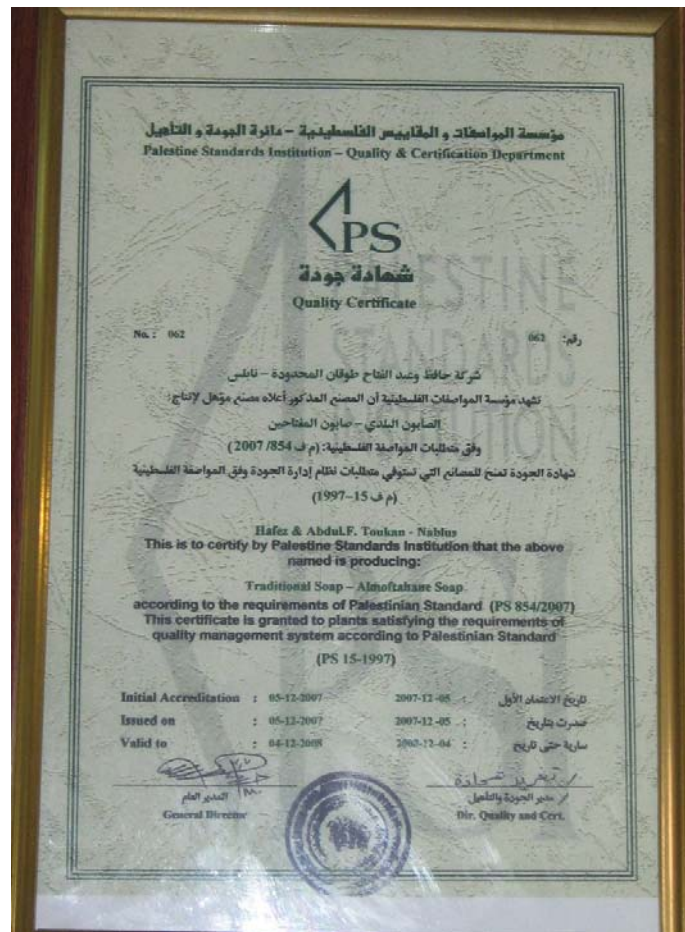 مؤسسة المواصفات و المقاييس الفلسطينية – دائرة الجودة و التأهيل
Palestine Standards Institution – Quality & Certification Department
PS
شهادة جودة
Quality Certificate
No. : 062 رقم: 062
شركة حافظ وعبد الفتاح طوقان المحدودة – نابلس
تشهد مؤسسة المواصفات الفلسطينية أن المصنع المذكور أعلاه مصنع مؤهل لإنتاج:
الصابون البلدي – صابون المفتاحين
وفق متطلبات المواصفة الفلسطينية: (م ف 854/ 2007)
شهادة الجودة تمنح للمصانع التي تستوفي متطلبات نظام إدارة الجودة وفق المواصفة الفلسطينية
(م ف 15–1997)
Hafez & Abdul.F. Toukan - Nablus
This is to certify by Palestine Standards Institution that the above
named is producing:
Traditional Soap – Almoftahane Soap
according to the requirements of Palestinian Standard (PS 854/2007)
This certificate is granted to plants satisfying the requirements of
quality management system according to Palestinian Standard
(PS 15-1997)
Initial Accreditation : 05-12-2007 2007-12-05 : تاريخ الاعتماد الأول
Issued on : 05-12-2007 2007-12-05 : صدرت بتاريخ
Valid to : 04-12-2008 -12-04 : سارية حتى تاريخ
المدير العام
General Director
مدير الجودة والتأهيل
Dir. Quality and Cert.
PALESTINE
STANDARDS
INSTITUTION
PSI